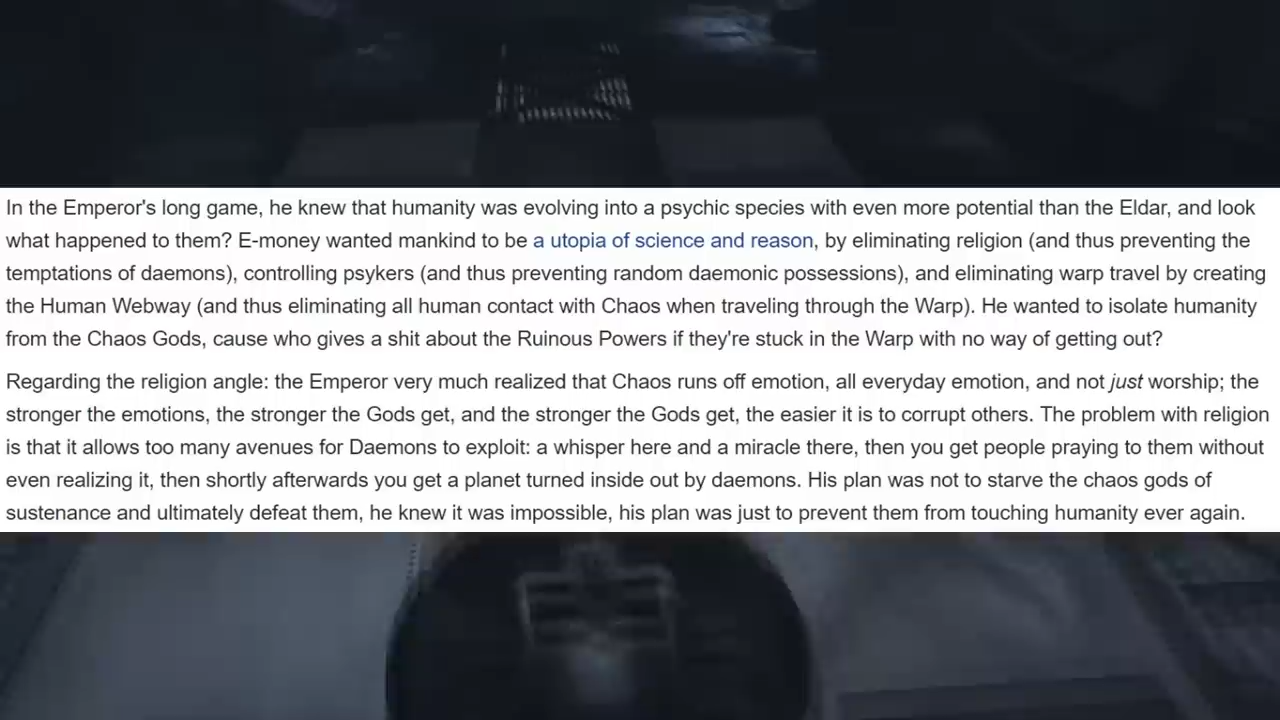 In the Emperor's long game, he knew that humanity was evolving into a psychic species with even more potential than the Eldar, and look
what happened to them? E-money wanted mankind to be a utopia of science and reason, by eliminating religion (and thus preventing the
temptations of daemons), controlling psykers (and thus preventing random daemonic possessions), and eliminating warp travel by creating
the Human Webway (and thus eliminating all human contact with Chaos when traveling through the Warp). He wanted to isolate humanity
from the Chaos Gods, cause who gives a shit about the Ruinous Powers if they're stuck in the Warp with no way of getting out?
Regarding the religion angle: the Emperor very much realized that Chaos runs off emotion, all everyday emotion, and not just worship; the
stronger the emotions, the stronger the Gods get, and the stronger the Gods get, the easier it is to corrupt others. The problem with religion
is that it allows too many avenues for Daemons to exploit: a whisper here and a miracle there, then you get people praying to them without
even realizing it, then shortly afterwards you get a planet turned inside out by daemons. His plan was not to starve the chaos gods of
sustenance and ultimately defeat them, he knew it was impossible, his plan was just to prevent them from touching humanity ever again.